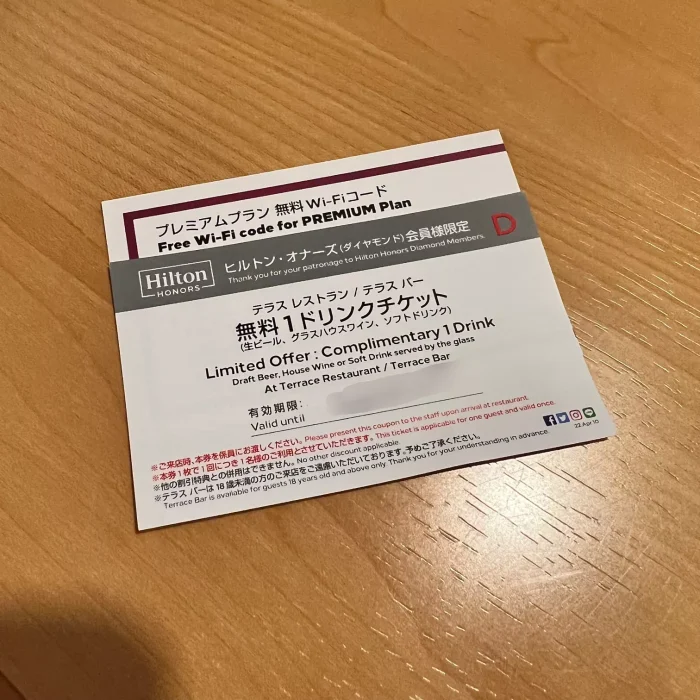 プレミアムプラン 無料 Wi-Fiコード
Free Wi-Fi code for PREMIUM Plan
Hilton
HONORS
ヒルトン・オナーズ(ダイヤモンド)会員様限定
Thank you for your patronage to Hilton Honors Diamond Members.
D
テラス レストラン / テラス バー
無料1ドリンクチケット
(生ビール、グラスハウスワイン、ソフトドリンク)
Limited Offer : Complimentary 1 Drink
Draft Beer, House Wine or Soft Drink served by the glass
At Terrace Restaurant / Terrace Bar
有効期限:
Valid until
※ご来店時、本券を係員にお渡しください。Please present this coupon to the staff upon arrival at restaurant.
※本券1枚で1回につき1名様のご利用とさせていただきます。This ticket is applicable for one guest and valid once.
※他の割引特典との併用はできません。No other discount applicable.
※テラス バーは18歳未満の方のご来店をご遠慮いただいております。予めご了承ください。
Terrace Bar is available for guests 18 years old and above only. Thank you for your understanding in advance.
22.Apr.10